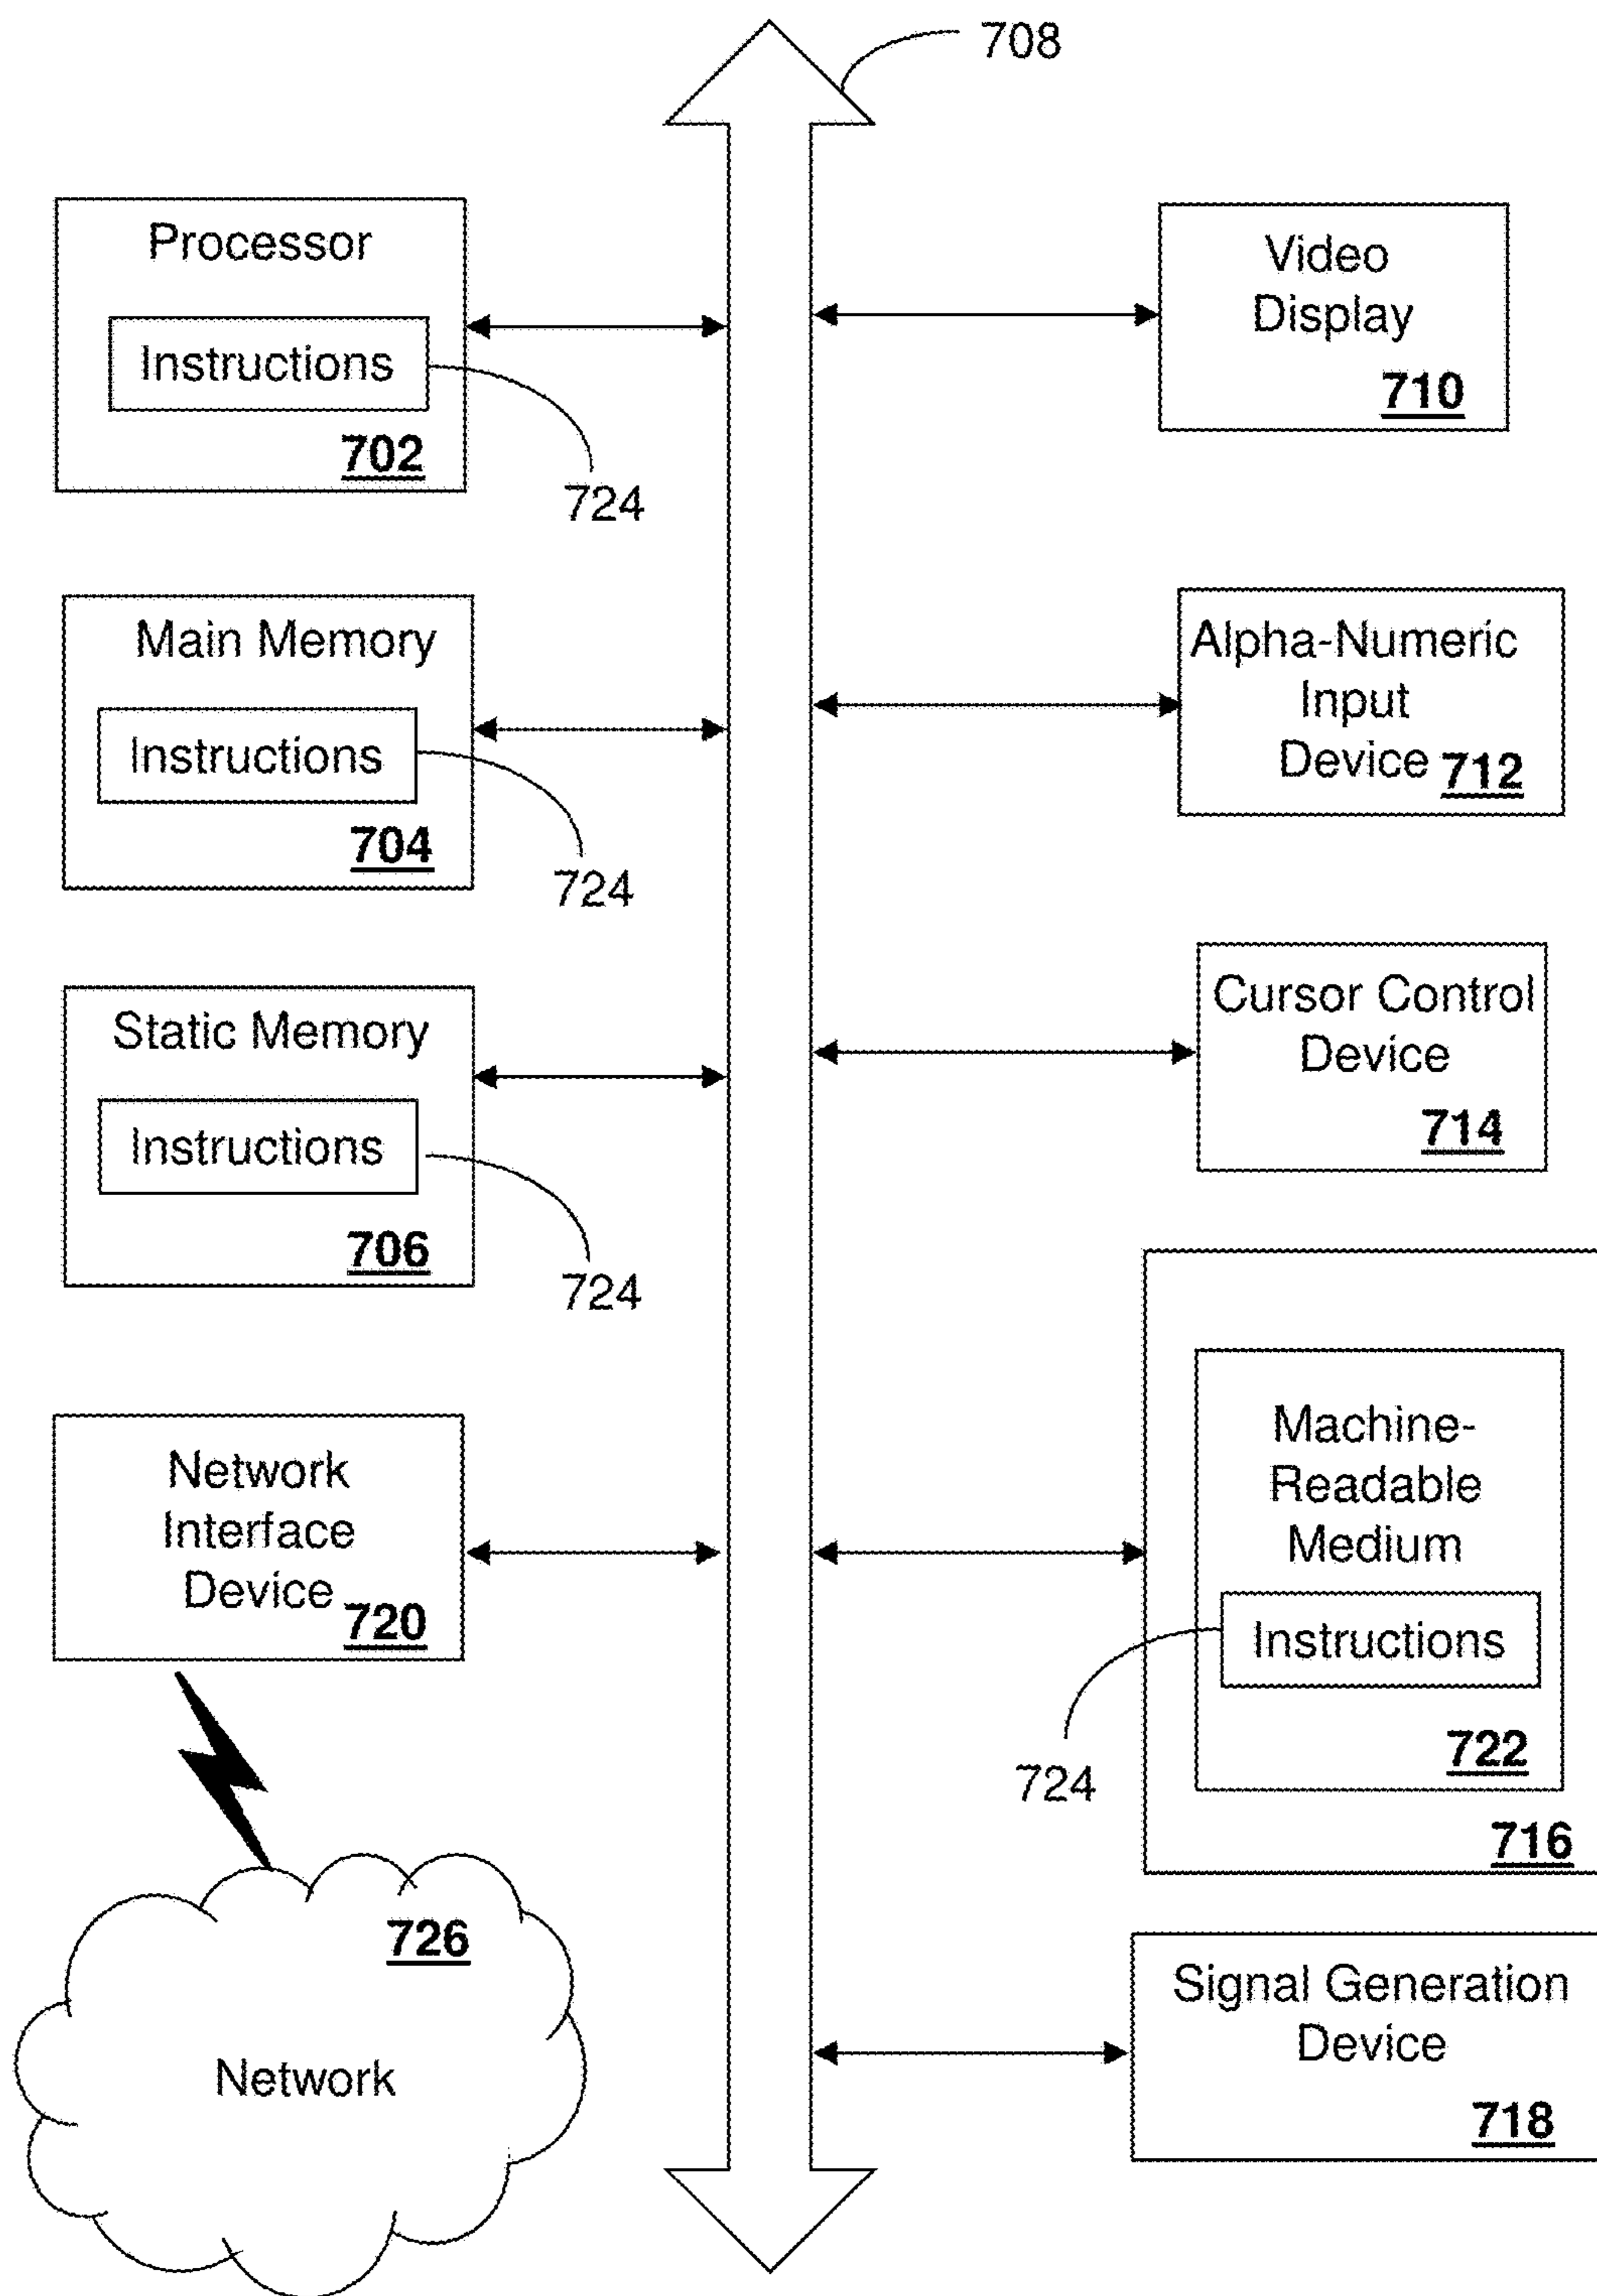 708
Processor
Instructions
702
724
Main Memory
Instructions
704
724
Static Memory
Instructions
706
724
Network
Interface
Device
720
726
Network
Video
Display
710
Alpha-Numeric
Input
Device 712
Cursor Control
Device
714
Machine-
Readable
Medium
Instructions
722
724
716
Signal Generation
Device
718